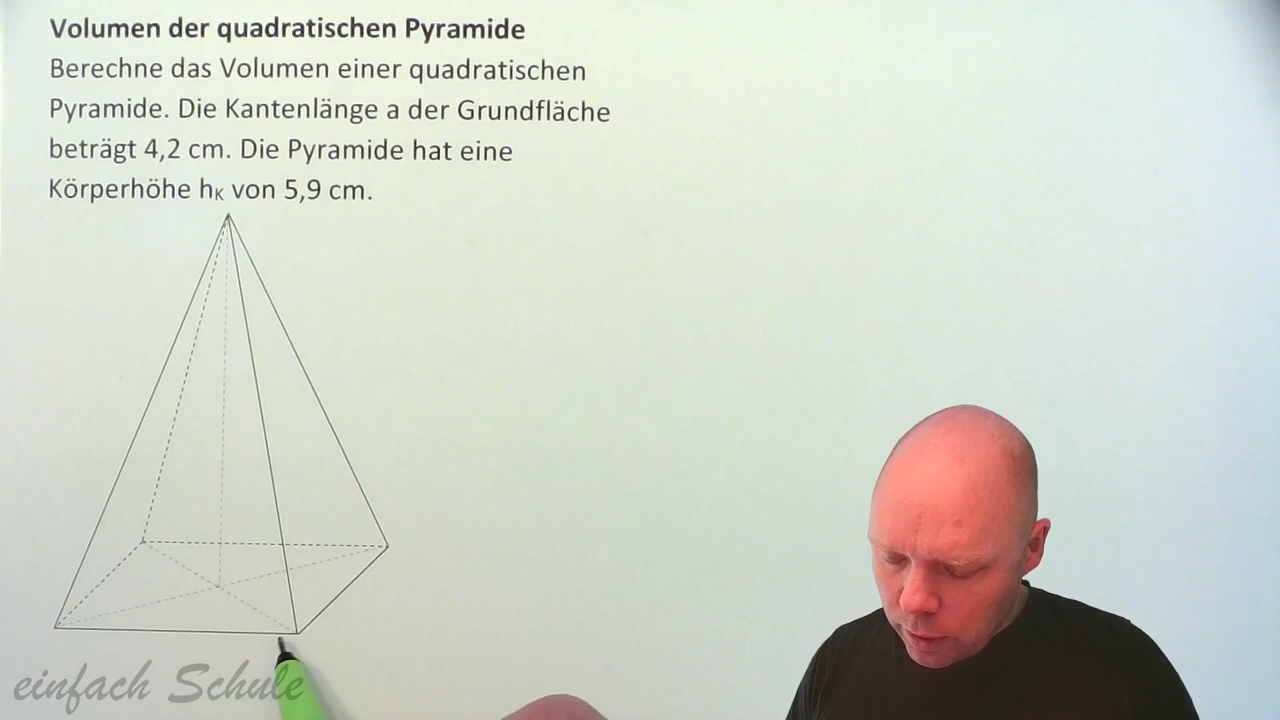 Volumen der quadratischen Pyramide
Berechne das Volumen einer quadratischen
Pyramide. Die Kantenlänge a der Grundfläche
beträgt 4,2 cm. Die Pyramide hat eine
Körperhöhe hK von 5,9 cm.
einfach Schule